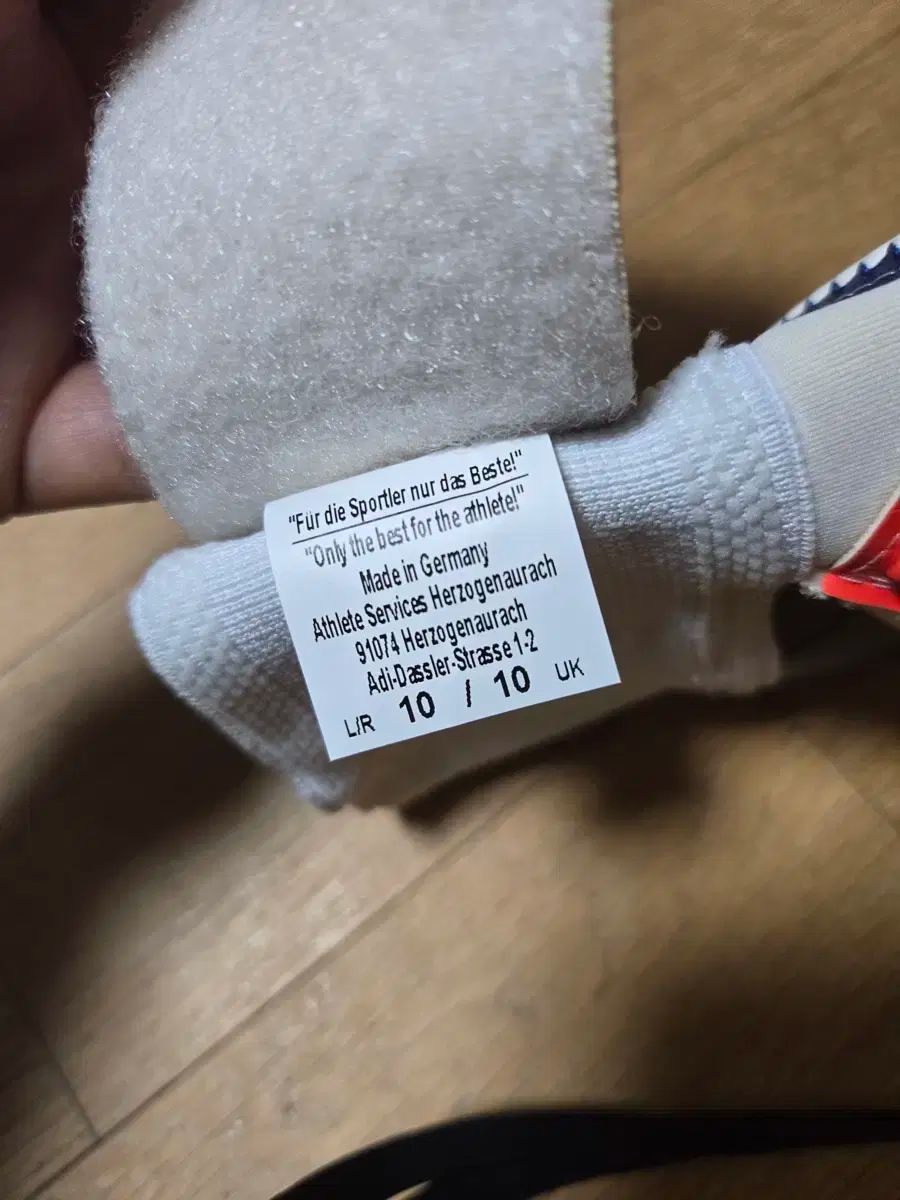 "Für die Sportler nur das Beste!"
"Only the best for the athlete!"
Made in Germany
Athlete Services Herzogenaurach
91074 Herzogenaurach
Adi-Dassler-Strasse 1-2
L/R 10 / 10 UK